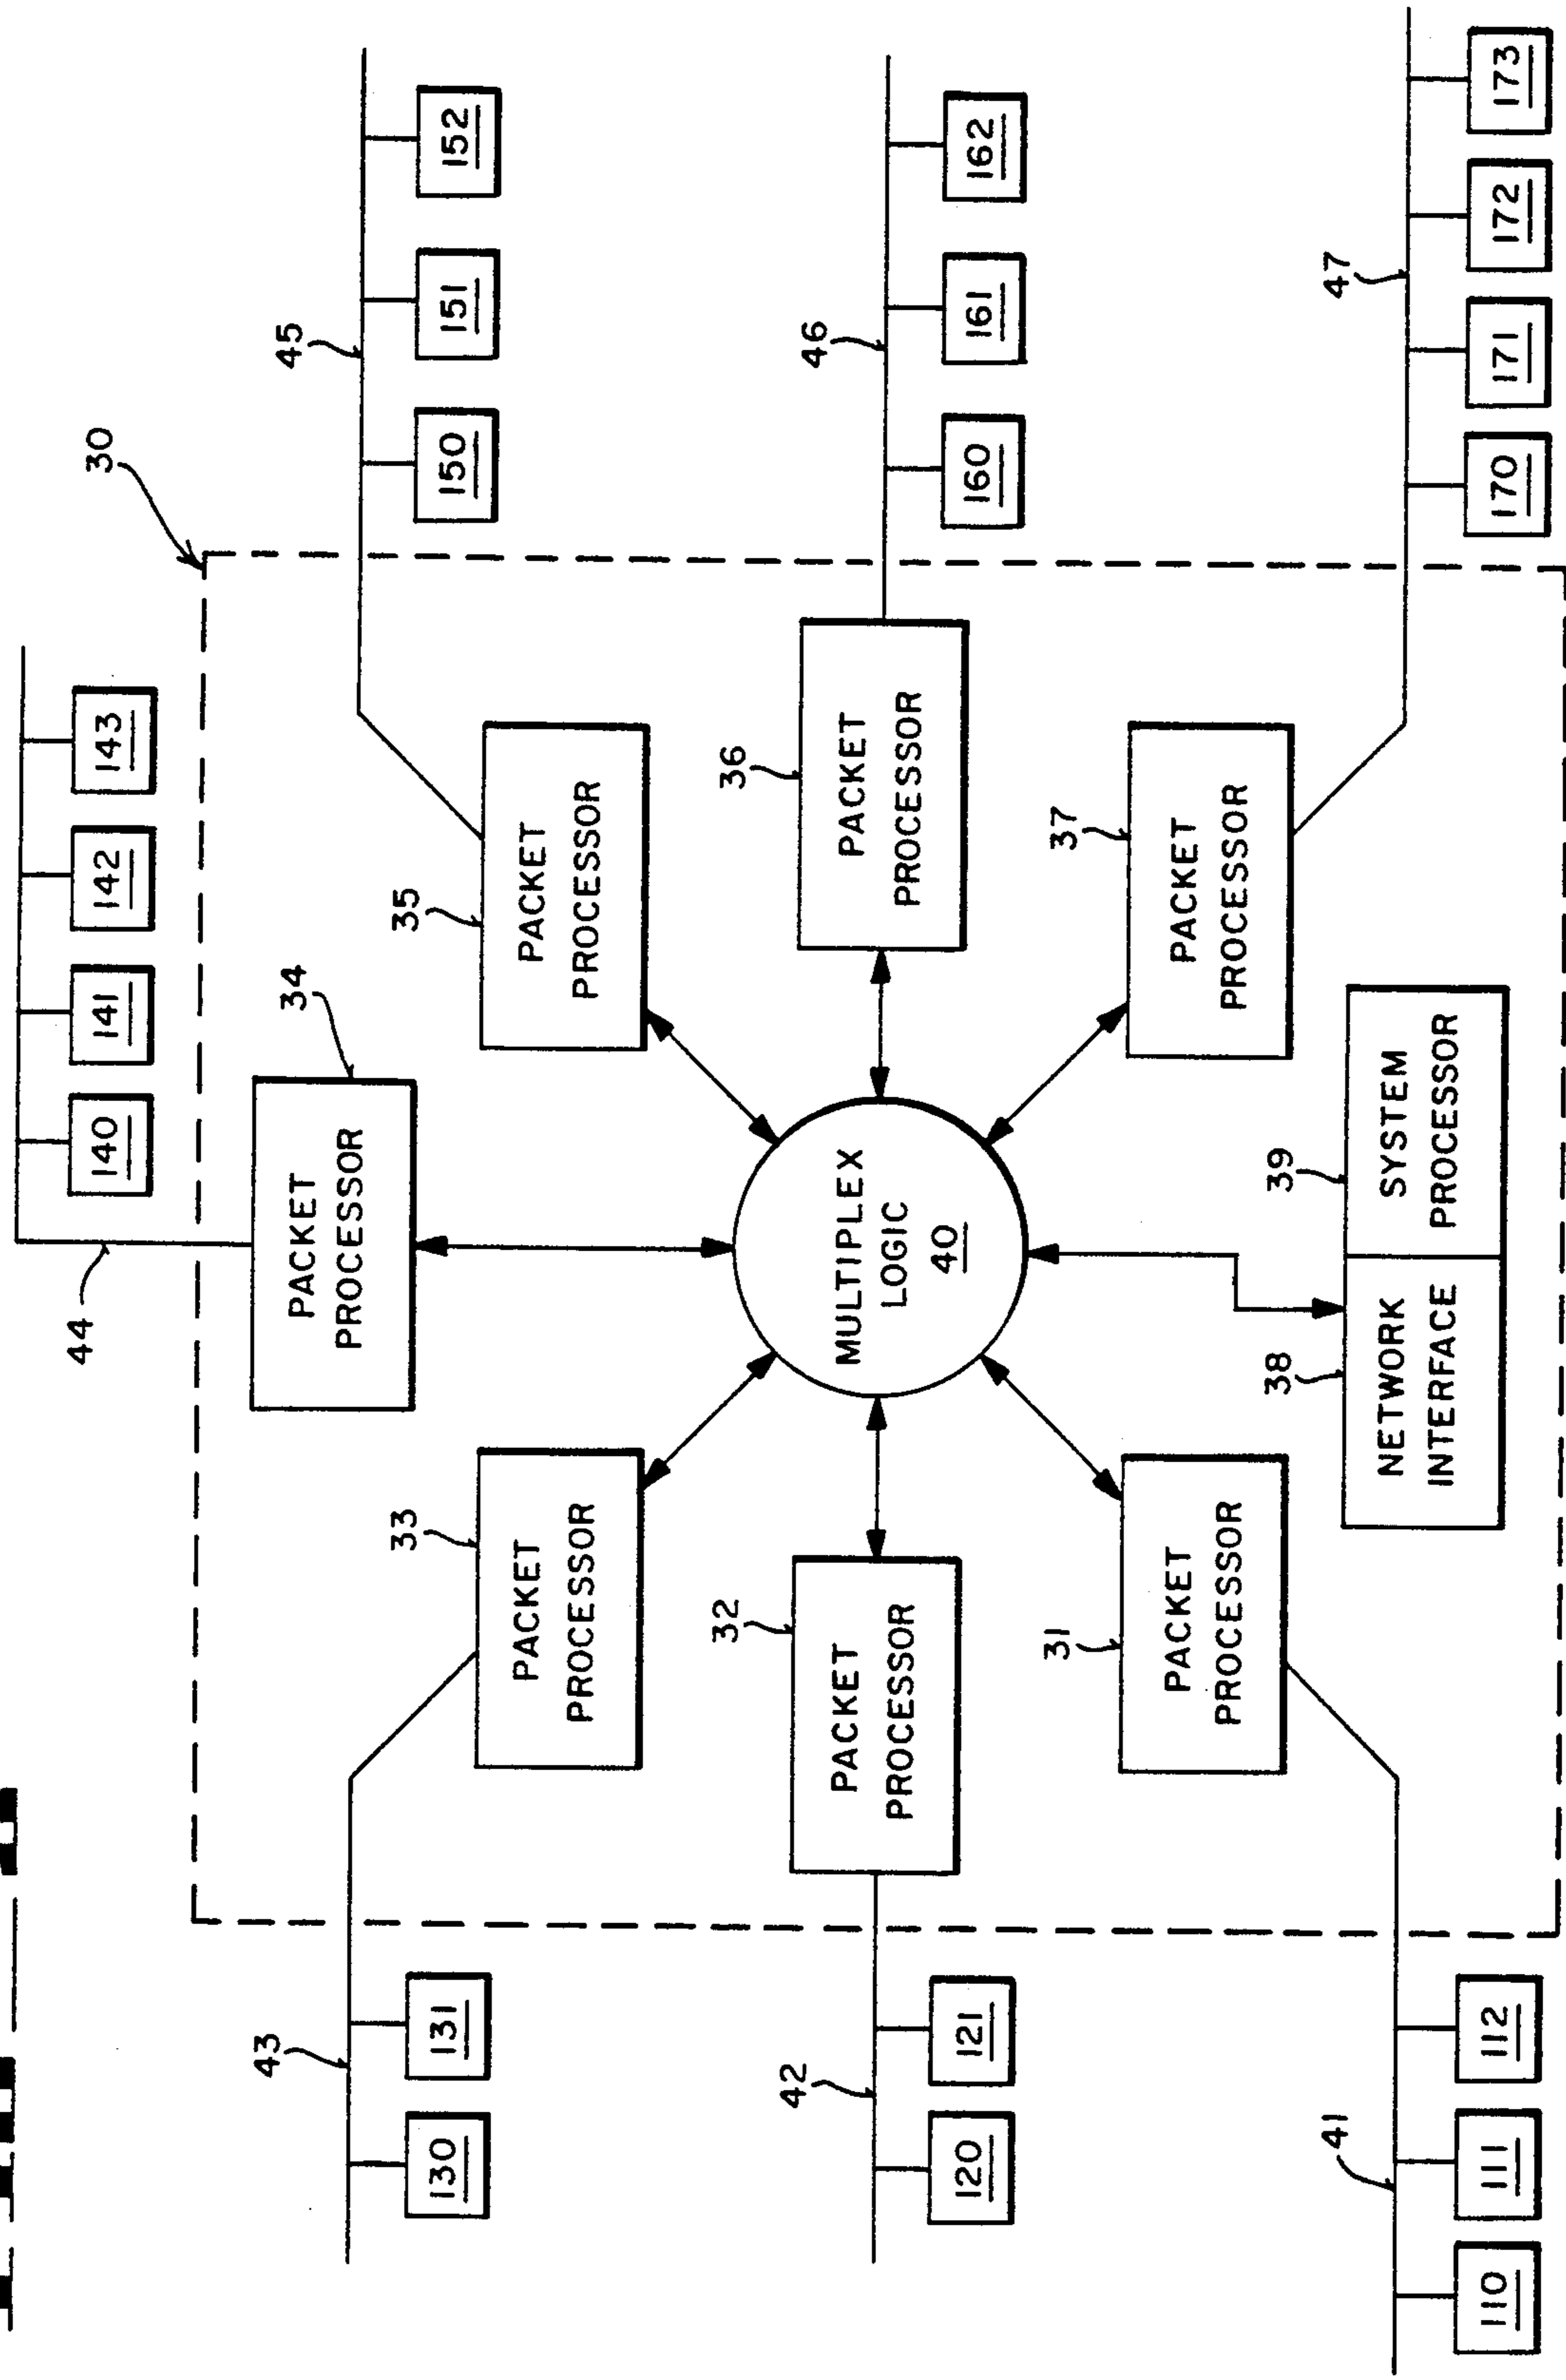 30
44
140
141
142
143
43
130
131
33
PACKET
PROCESSOR
34
PACKET
PROCESSOR
35
PACKET
PROCESSOR
45
150
151
152
42
120
121
32
PACKET
PROCESSOR
MULTIPLEX
LOGIC
40
36
PACKET
PROCESSOR
46
160
161
162
41
110
111
112
31
PACKET
PROCESSOR
38
NETWORK
INTERFACE
39
SYSTEM
PROCESSOR
37
PACKET
PROCESSOR
47
170
171
172
173